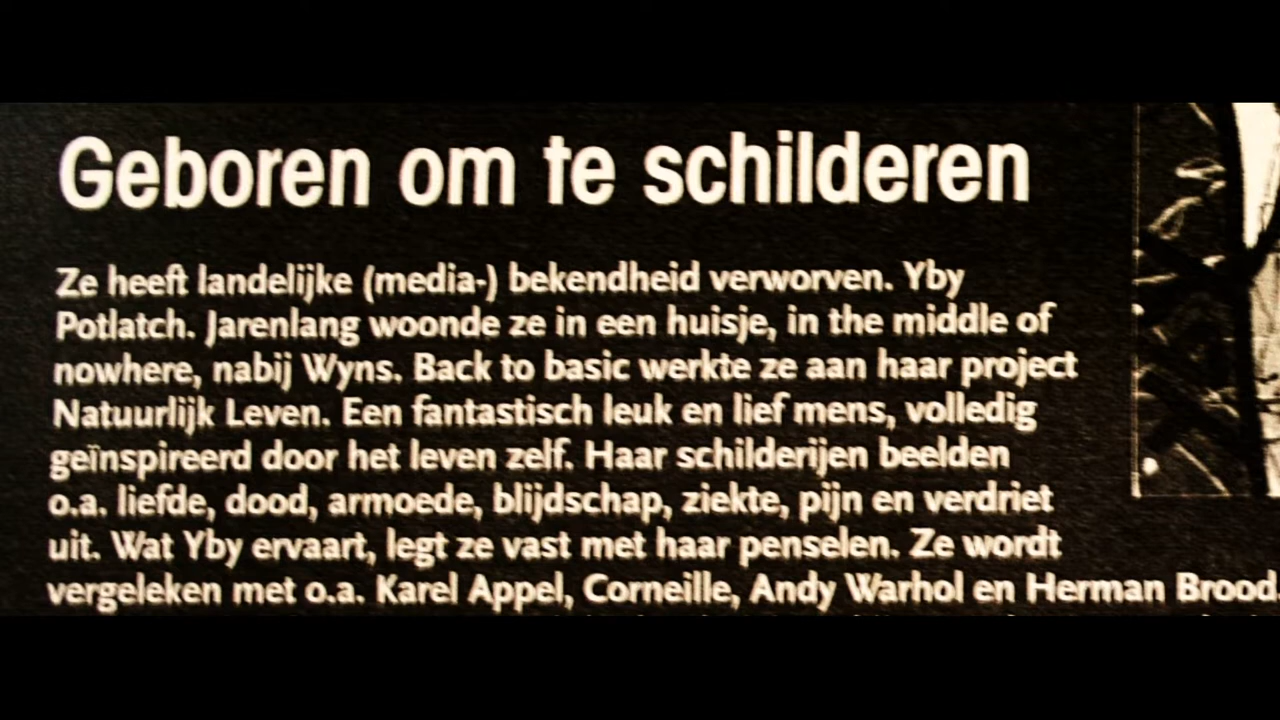 Geboren om te schilderen
Ze heeft landelijke (media-) bekendheid verworven. Yby
Potlatch. Jarenlang woonde ze in een huisje, in the middle of
nowhere, nabij Wyns. Back to basic werkte ze aan haar project
Natuurlijk Leven. Een fantastisch leuk en lief mens, volledig
geïnspireerd door het leven zelf. Haar schilderijen beelden
o.a. liefde, dood, armoede, blijdschap, ziekte, pijn en verdriet
uit. Wat Yby ervaart, legt ze vast met haar penselen. Ze wordt
vergeleken met o.a. Karel Appel, Corneille, Andy Warhol en Herman Brood.